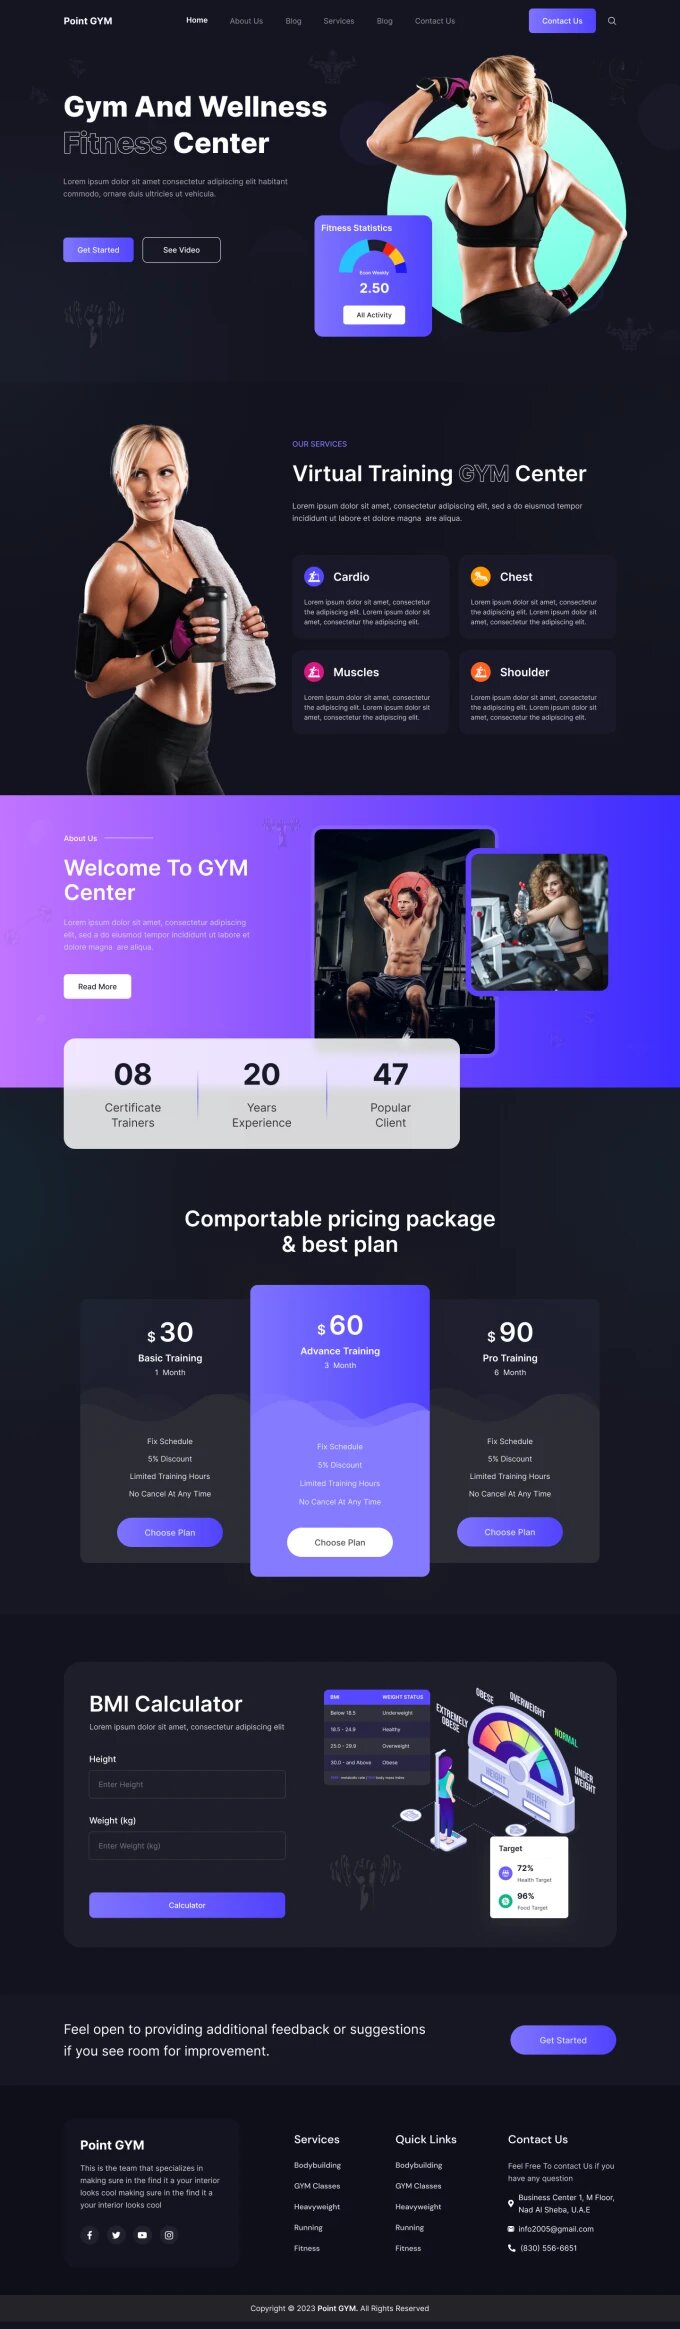 Point GYM
Home
About Us
Blog
Services
Blog
Contact Us
Contact Us
Gym And Wellness
Fitness Center
Lorem ipsum dolor sit amet consectetur adipiscing elit habitant
commodo, ornare duis ultricies ut vehicula.
Get Started
See Video
Fitness Statistics
Econ Weekly
2.50
All Activity
OUR SERVICES
Virtual Training GYM Center
Lorem ipsum dolor sit amet, consectetur adipiscing elit, sed a do eiusmod tempor
incididunt ut labore et dolore magna are aliqua.
Cardio
Lorem ipsum dolor sit amet, consectetur
the adipiscing elit. Lorem ipsum dolor sit
amet, consectetur the adipiscing elit.
Chest
Lorem ipsum dolor sit amet, consectetur
the adipiscing elit. Lorem ipsum dolor sit
amet, consectetur the adipiscing elit.
Muscles
Lorem ipsum dolor sit amet, consectetur
the adipiscing elit. Lorem ipsum dolor sit
amet, consectetur the adipiscing elit.
Shoulder
Lorem ipsum dolor sit amet, consectetur
the adipiscing elit. Lorem ipsum dolor sit
amet, consectetur the adipiscing elit.
About Us
Welcome To GYM
Center
Lorem ipsum dolor sit amet, consectetur adipiscing
elit, sed a do eiusmod tempor incididunt ut labore et
dolore magna are aliqua.
Read More
08
Certificate
Trainers
20
Years
Experience
47
Popular
Client
Comportable pricing package
& best plan
$ 30
Basic Training
1 Month
Fix Schedule
5% Discount
Limited Training Hours
No Cancel At Any Time
Choose Plan
$ 60
Advance Training
3 Month
Fix Schedule
5% Discount
Limited Training Hours
No Cancel At Any Time
Choose Plan
$ 90
Pro Training
6 Month
Fix Schedule
5% Discount
Limited Training Hours
No Cancel At Any Time
Choose Plan
BMI Calculator
Lorem ipsum dolor sit amet, consectetur adipiscing elit
Height
Enter Height
Weight (kg)
Enter Weight (kg)
Calculator
BMI WEIGHT STATUS
Below 18.5 Underweight
18.5 - 24.9 Healthy
25.0 - 29.9 Overweight
30.0 - and Above Obese
metabolic rate / body mass index
EXTREMELY
OBESE
OBESE
OVERWEIGHT
NORMAL
UNDER
WEIGHT
HEIGHT
WEIGHT
Target
72%
Health Target
96%
Food Target
Feel open to providing additional feedback or suggestions
if you see room for improvement.
Get Started
Point GYM
This is the team that specializes in
making sure in the find it a your interior
looks cool making sure in the find it a
your interior looks cool
Services
Bodybuilding
GYM Classes
Heavyweight
Running
Fitness
Quick Links
Bodybuilding
GYM Classes
Heavyweight
Running
Fitness
Contact Us
Feel Free To contact Us if you
have any question
Business Center 1, M Floor,
Nad Al Sheba, U.A.E
info2005@gmail.com
(830) 556-6651
Copyright © 2023 Point GYM. All Rights Reserved